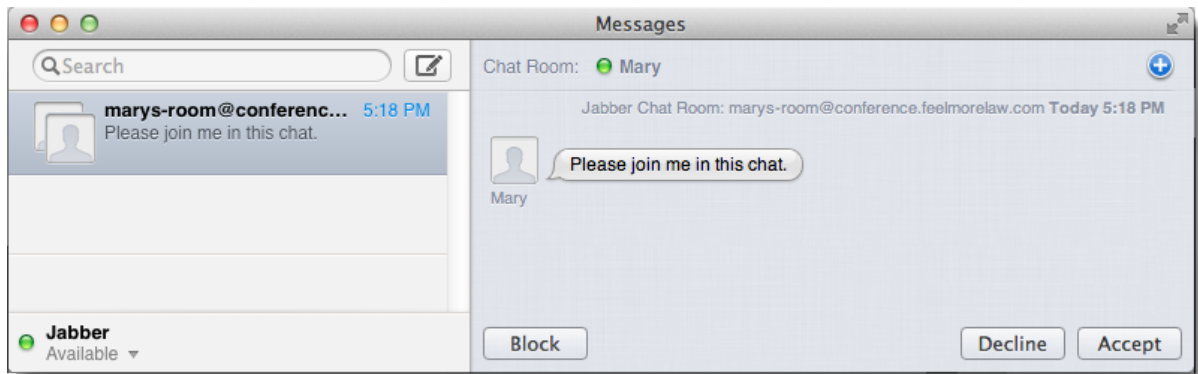 Messages
Search
marys-room@conferenc... 5:18 PM
Please join me in this chat.
Jabber
Available
Chat Room: Mary
Jabber Chat Room: marys-room@conference.feelmorelaw.com Today 5:18 PM
Please join me in this chat.
Mary
Block Decline Accept